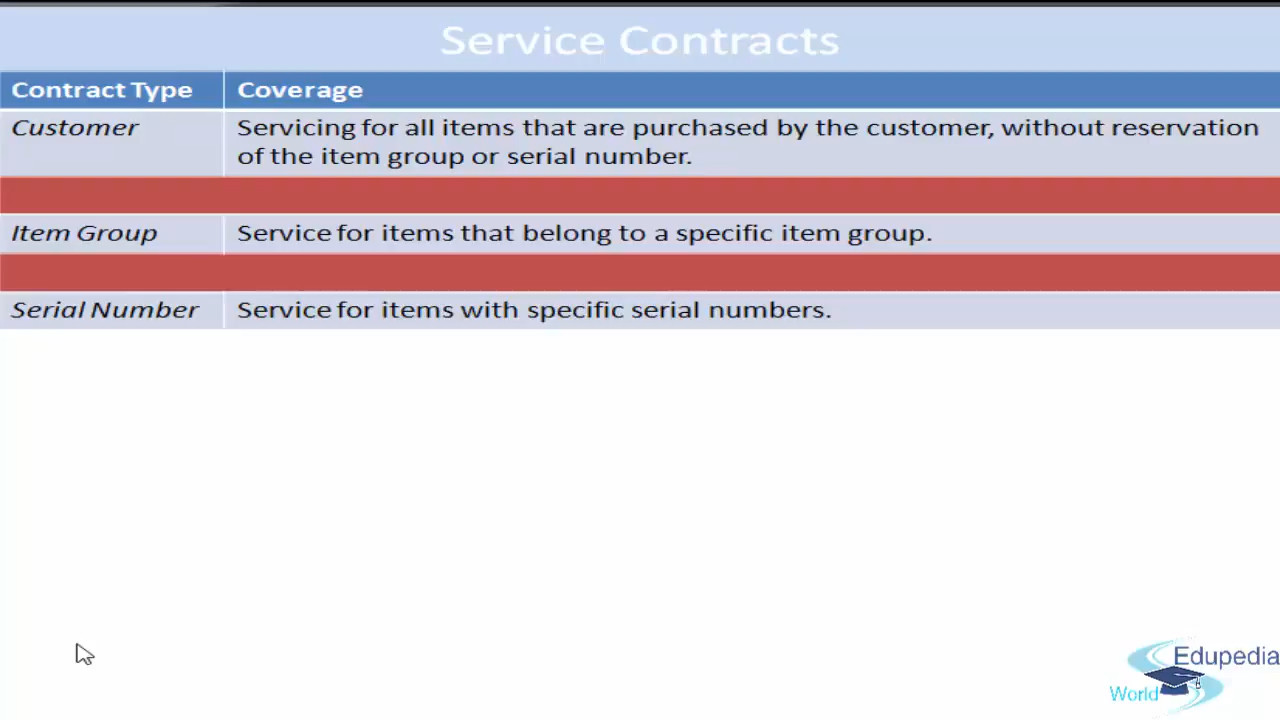 Service Contracts
Contract Type Coverage
Customer Servicing for all items that are purchased by the customer, without reservation
of the item group or serial number.
Item Group Service for items that belong to a specific item group.
Serial Number Service for items with specific serial numbers.
Edupedia
World